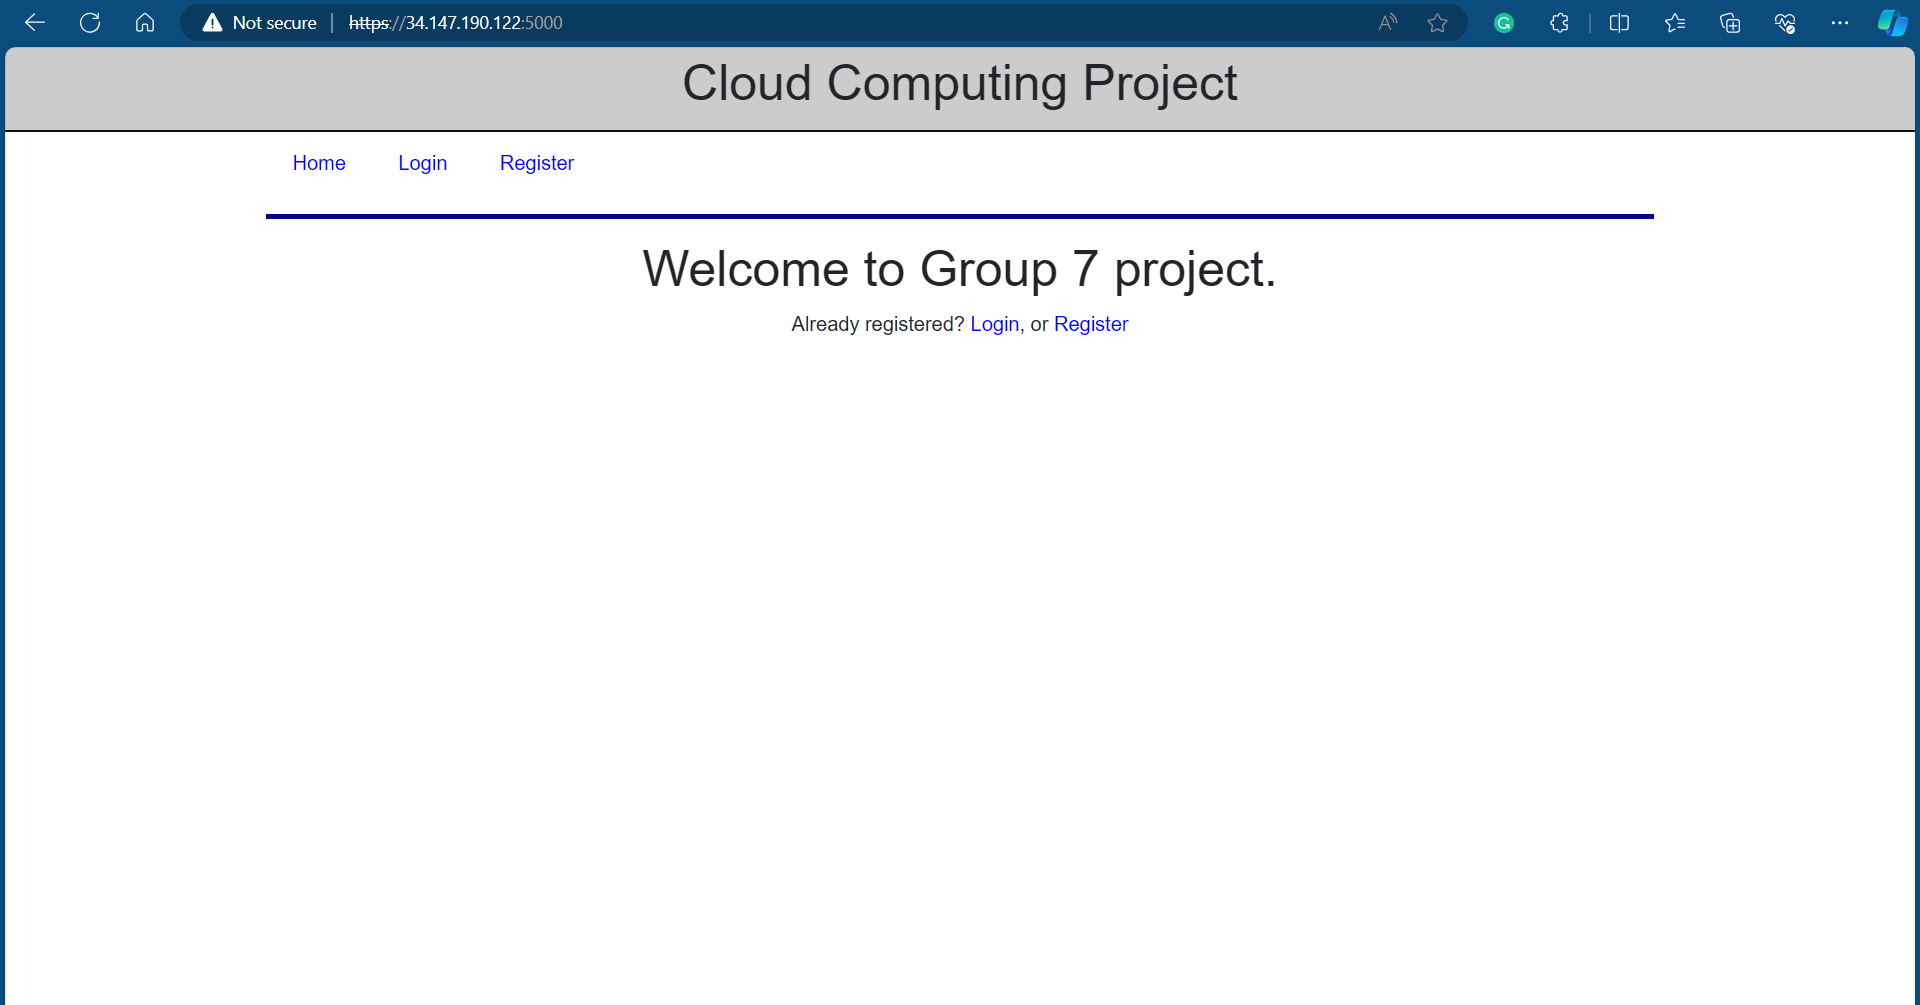 Not secure | https://34.147.190.122:5000
Cloud Computing Project
Home Login Register
Welcome to Group 7 project.
Already registered? Login, or Register